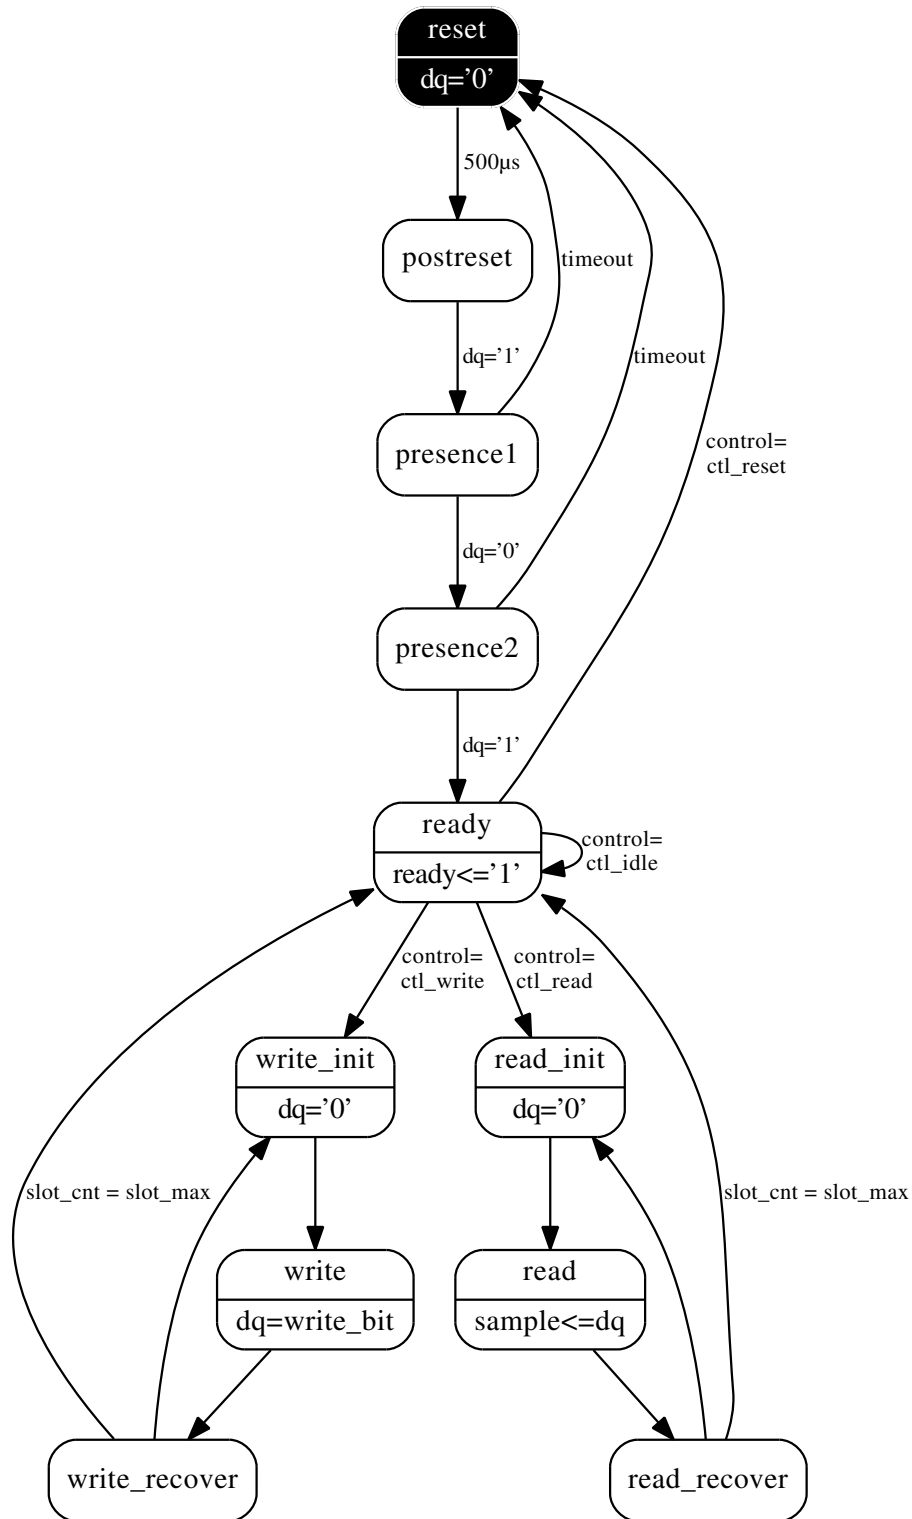 reset
dq='0'
500µs
postreset
timeout
dq='1'
timeout
presence1
control=
ctl_reset
dq='0'
presence2
dq='1'
ready
ready<='1'
control=
ctl_idle
control=
ctl_write
control=
ctl_read
write_init
dq='0'
read_init
dq='0'
slot_cnt = slot_max
slot_cnt = slot_max
write
dq=write_bit
read
sample<=dq
write_recover
read_recover